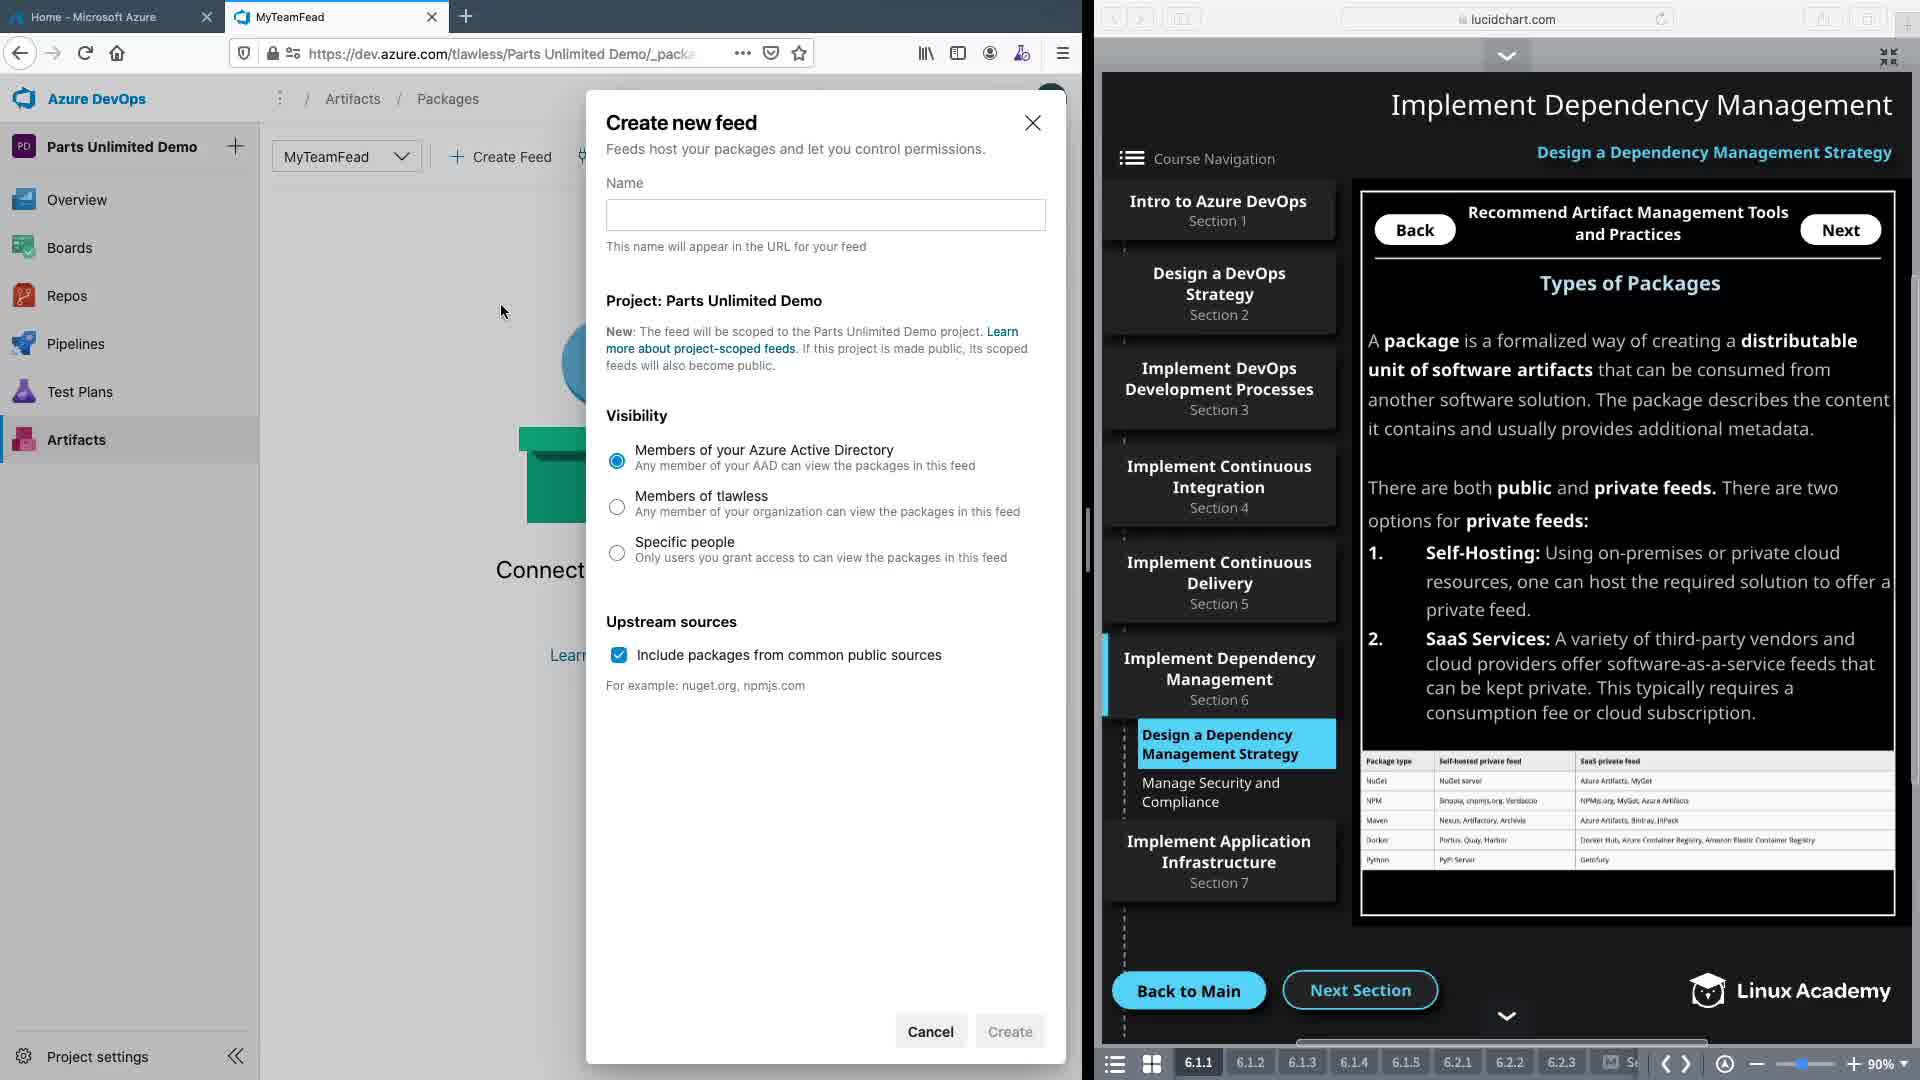 Home - Microsoft Azure
MyTeamFead
https://dev.azure.com/tlawless/Parts Unlimited Demo/_packa
Azure DevOps
/ Artifacts / Packages
PD Parts Unlimited Demo
Overview
Boards
Repos
Pipelines
Test Plans
Artifacts
Project settings
MyTeamFead
Create Feed
Connect
Learn
Create new feed
Feeds host your packages and let you control permissions.
Name
This name will appear in the URL for your feed
Project: Parts Unlimited Demo
New: The feed will be scoped to the Parts Unlimited Demo project. Learn
more about project-scoped feeds. If this project is made public, its scoped
feeds will also become public.
Visibility
Members of your Azure Active Directory
Any member of your AAD can view the packages in this feed
Members of tlawless
Any member of your organization can view the packages in this feed
Specific people
Only users you grant access to can view the packages in this feed
Upstream sources
Include packages from common public sources
For example: nuget.org, npmjs.com
Cancel
Create
lucidchart.com
Implement Dependency Management
Design a Dependency Management Strategy
Course Navigation
Intro to Azure DevOps
Section 1
Design a DevOps
Strategy
Section 2
Implement DevOps
Development Processes
Section 3
Implement Continuous
Integration
Section 4
Implement Continuous
Delivery
Section 5
Implement Dependency
Management
Section 6
Design a Dependency
Management Strategy
Manage Security and
Compliance
Implement Application
Infrastructure
Section 7
Back
Recommend Artifact Management Tools
and Practices
Next
Types of Packages
A package is a formalized way of creating a distributable
unit of software artifacts that can be consumed from
another software solution. The package describes the content
it contains and usually provides additional metadata.
There are both public and private feeds. There are two
options for private feeds:
1. Self-Hosting: Using on-premises or private cloud
resources, one can host the required solution to offer a
private feed.
2. SaaS Services: A variety of third-party vendors and
cloud providers offer software-as-a-service feeds that
can be kept private. This typically requires a
consumption fee or cloud subscription.
Package type Self-hosted private feed SaaS private feed
NuGet NuGet server Azure Artifacts, MyGet
NPM Sinopia, cnpmjs.org, Verdaccio NPMjs.org, MyGet, Azure Artifacts
Maven Nexus, Artifactory, Archivia Azure Artifacts, Bintray, JitPack
Docker Portus, Quay, Harbor Docker Hub, Azure Container Registry, Amazon Elastic Container Registry
Python PyPi Server Gemfury
Back to Main
Next Section
Linux Academy
6.1.1 6.1.2 6.1.3 6.1.4 6.1.5 6.2.1 6.2.2 6.2.3
90%